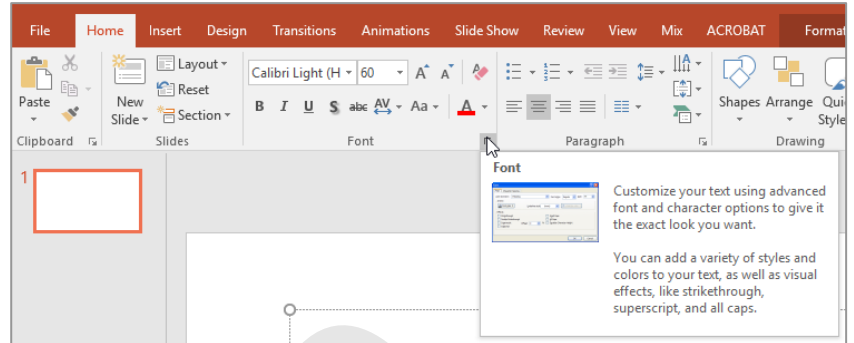 File Home Insert Design Transitions Animations Slide Show Review View Mix ACROBAT Format
Layout
Calibri Light (H 60 A A
Reset
Paste New Slide Section B I U S abc AV Aa A Shapes Arrange Quick Style
Clipboard Slides Font Paragraph Drawing
1
Font
Customize your text using advanced
font and character options to give it
the exact look you want.
You can add a variety of styles and
colors to your text, as well as visual
effects, like strikethrough,
superscript, and all caps.